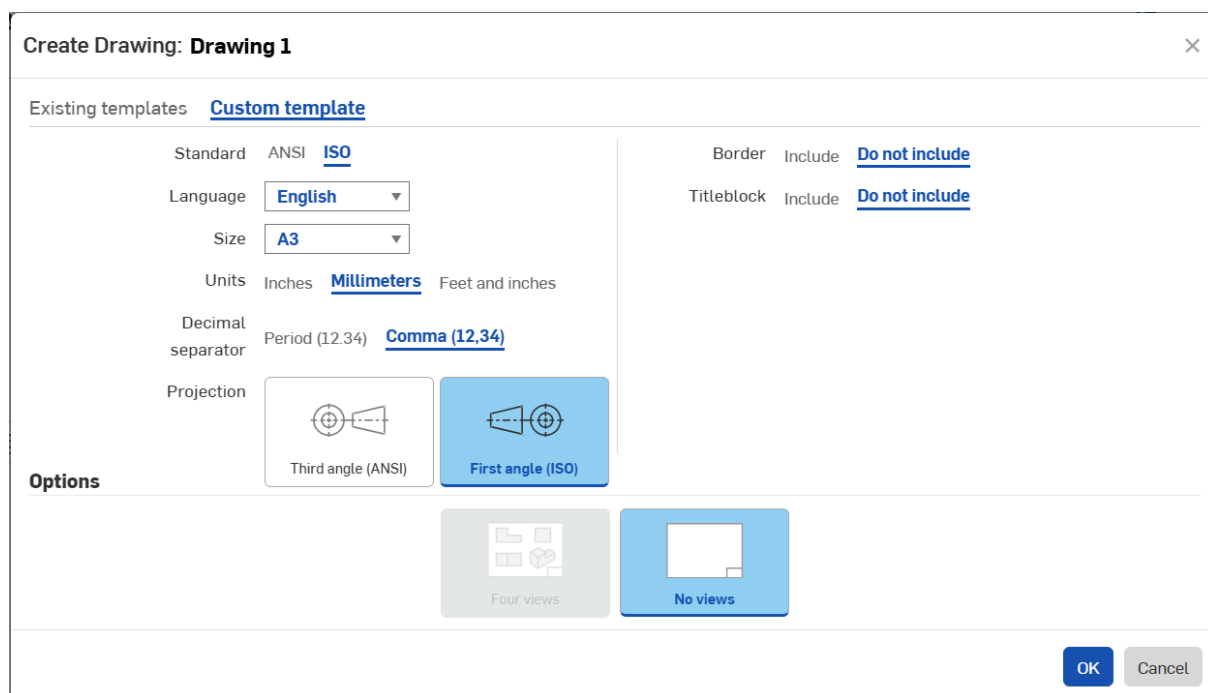 Create Drawing: Drawing 1
Existing templates Custom template
Standard ANSI ISO
Language English
Size A3
Units Inches Millimeters Feet and inches
Decimal separator Period (12.34) Comma (12,34)
Projection
Third angle (ANSI) First angle (ISO)
Border Include Do not include
Titleblock Include Do not include
Options
Four views No views
OK Cancel